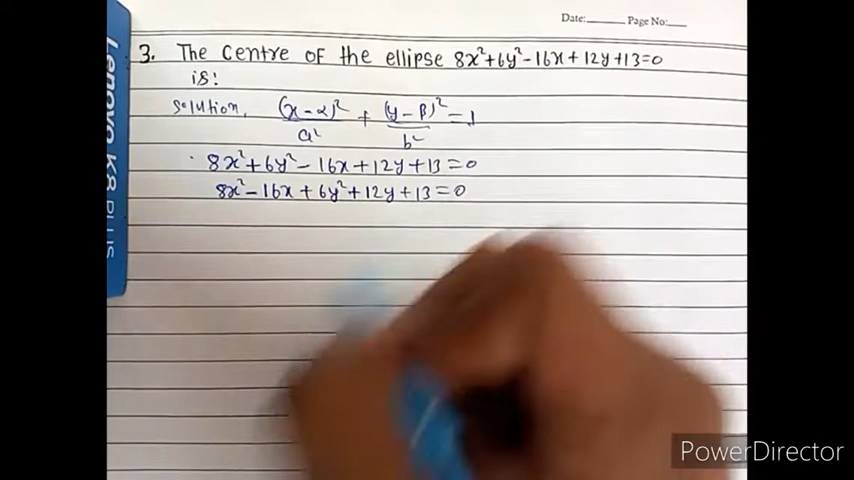 Date:______ Page No:____
3. The centre of the ellipse 8x²+6y²-16x+12y+13=0
is:
Solution, (x-α)²/a² + (y-β)²/b² = 1
8x²+6y²-16x+12y+13=0
8x²-16x+6y²+12y+13=0
Lenovo K8 PLUS
PowerDirector